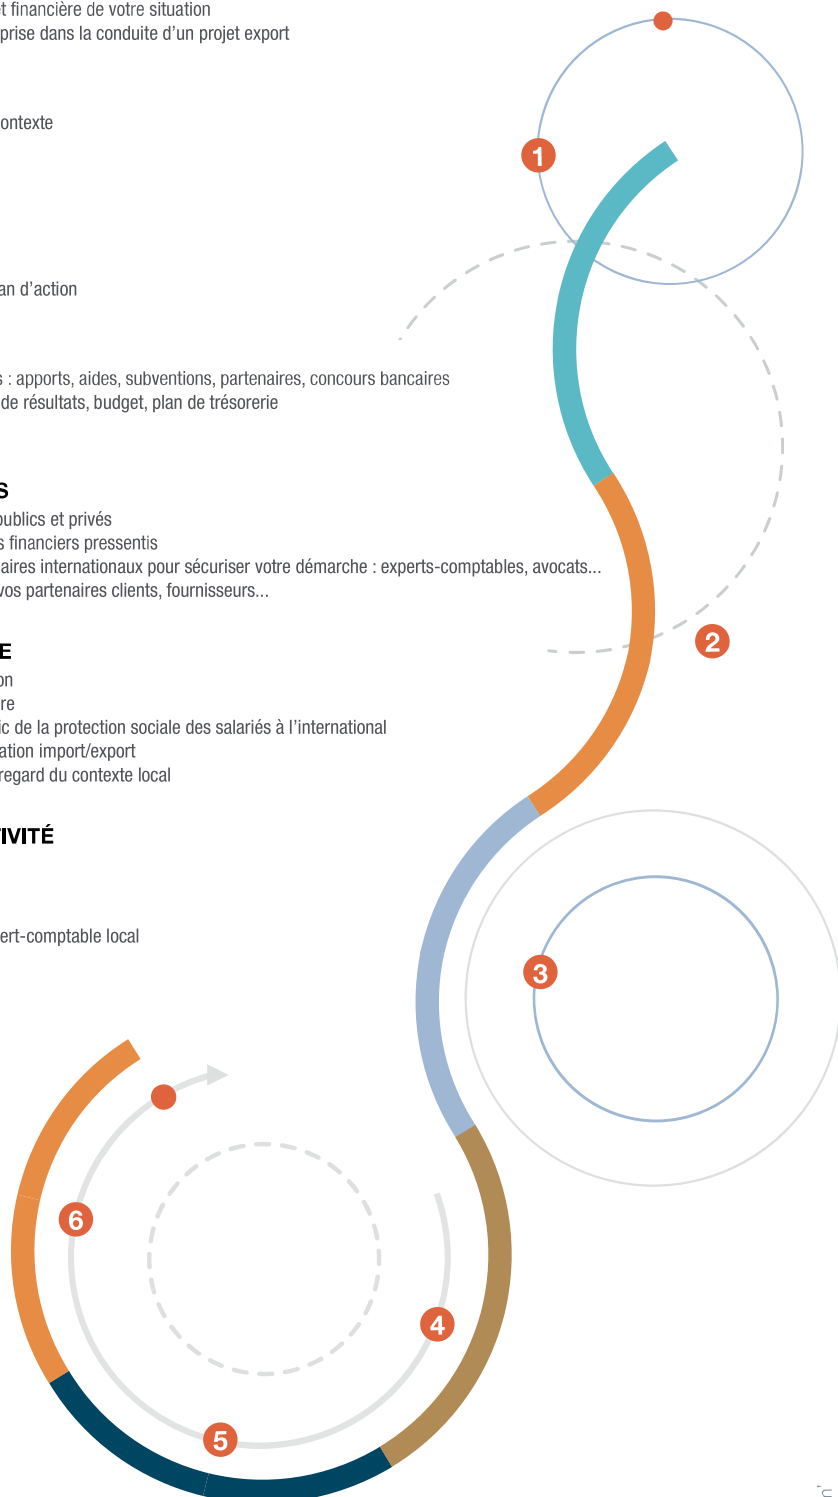 t financière de votre situation
prise dans la conduite d'un projet export
1
ontexte
an d'action
s : apports, aides, subventions, partenaires, concours bancaires
de résultats, budget, plan de trésorerie
S
publics et privés
s financiers pressentis
aires internationaux pour sécuriser votre démarche : experts-comptables, avocats...
vos partenaires clients, fournisseurs...
2
E
on
re
ic de la protection sociale des salariés à l'international
ation import/export
regard du contexte local
TIVITÉ
ert-comptable local
3
6
4
5